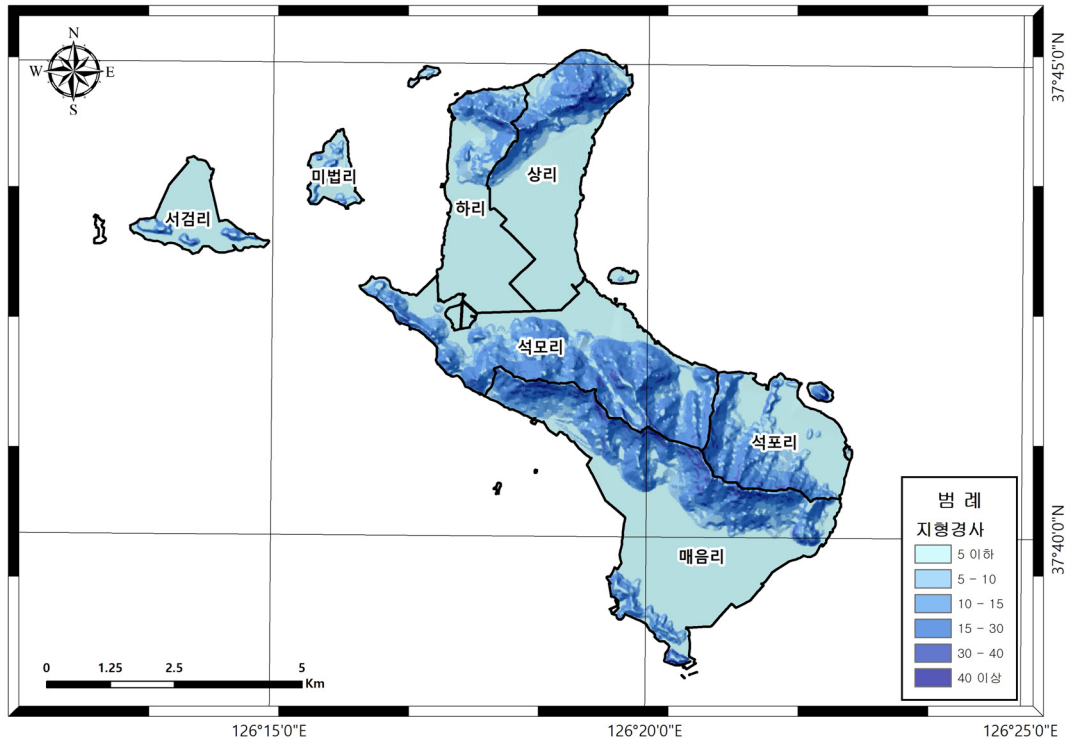 N
W E
S
37°45'0"N
상리
미법리
하리
서검리
석모리
석포리
범 례
지형경사
5 이하
5 - 10
10 - 15
15 - 30
30 - 40
40 이상
37°40'0"N
매음리
0 1.25 2.5 5
Km
126°15'0"E 126°20'0"E 126°25'0"E